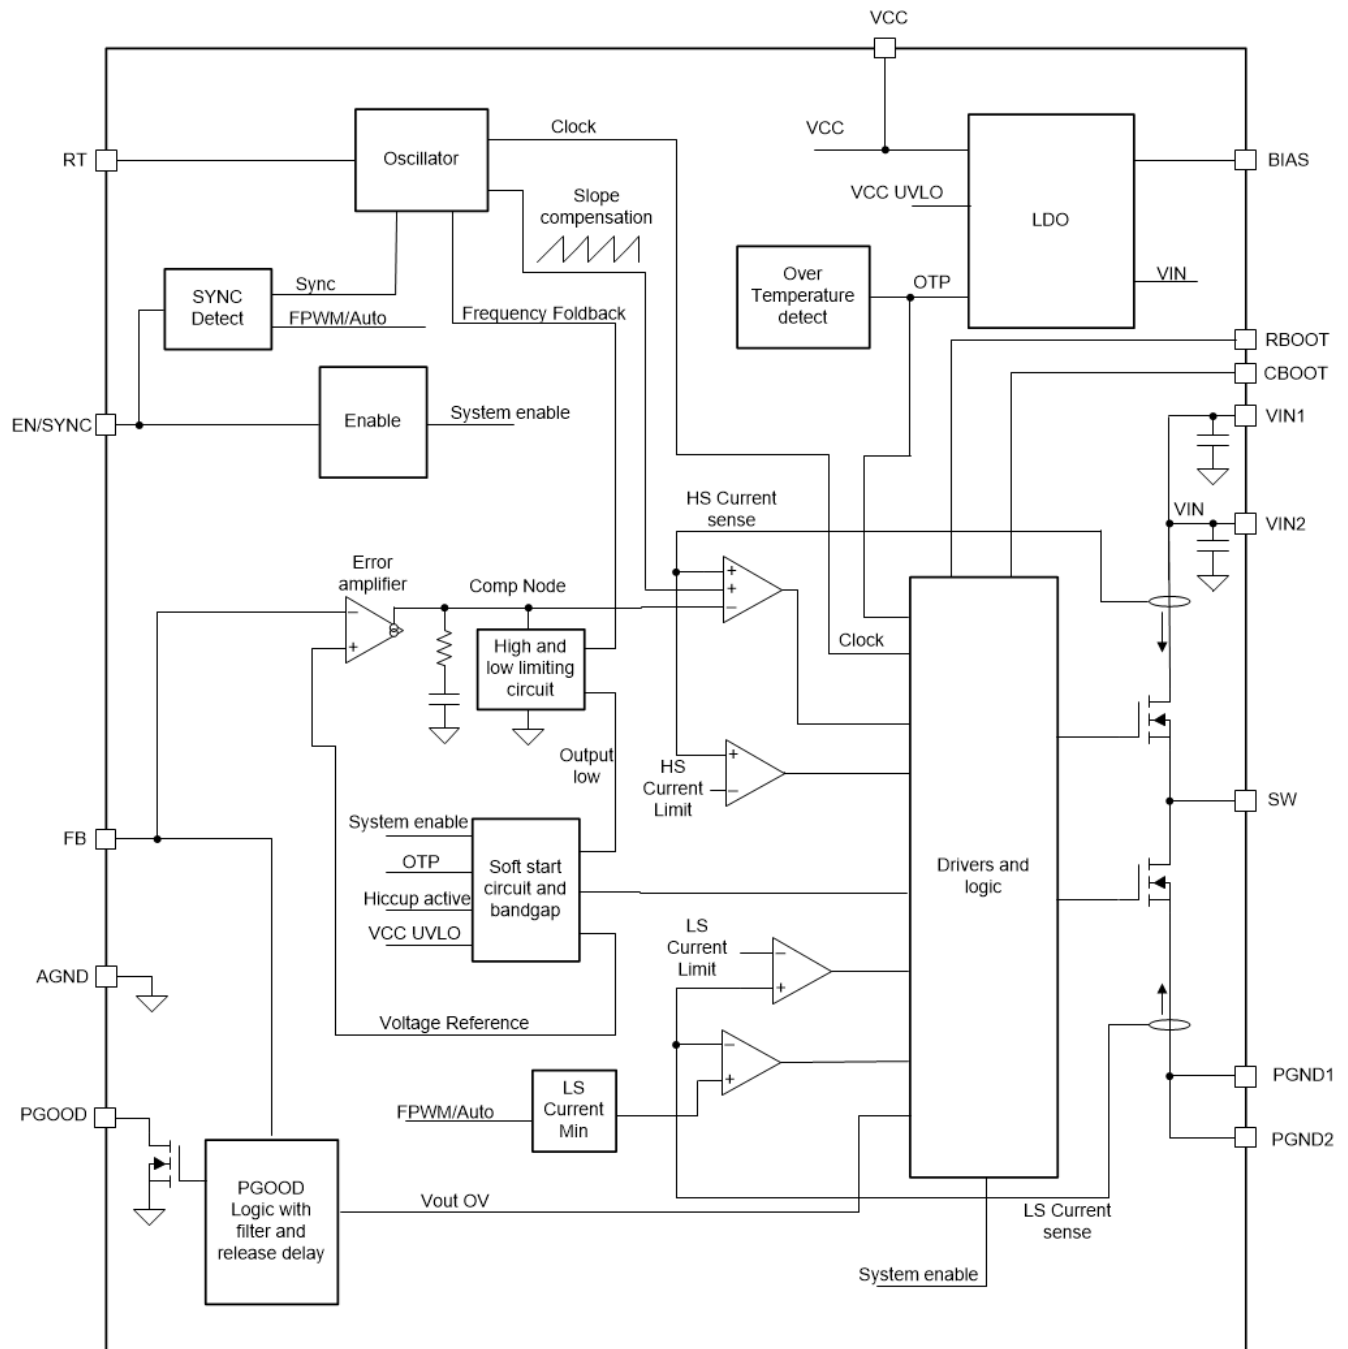 VCC
RT
Oscillator
Clock
VCC
BIAS
Slope
compensation
VCC UVLO
LDO
SYNC
Detect
Sync
FPWM/Auto
Frequency Foldback
Over
Temperature
detect
OTP
VIN
RBOOT
CBOOT
EN/SYNC
Enable
System enable
VIN1
HS Current
sense
VIN
VIN2
Error
amplifier
Comp Node
−
+
+
+
−
High and
low limiting
circuit
Clock
Output
low
+
−
HS
Current
Limit
SW
FB
System enable
OTP
Hiccup active
VCC UVLO
Soft start
circuit and
bandgap
Drivers and
logic
LS
Current
Limit
−
+
AGND
Voltage Reference
−
+
LS
Current
Min
FPWM/Auto
PGND1
PGOOD
PGND2
PGOOD
Logic with
filter and
release delay
Vout OV
LS Current
sense
System enable